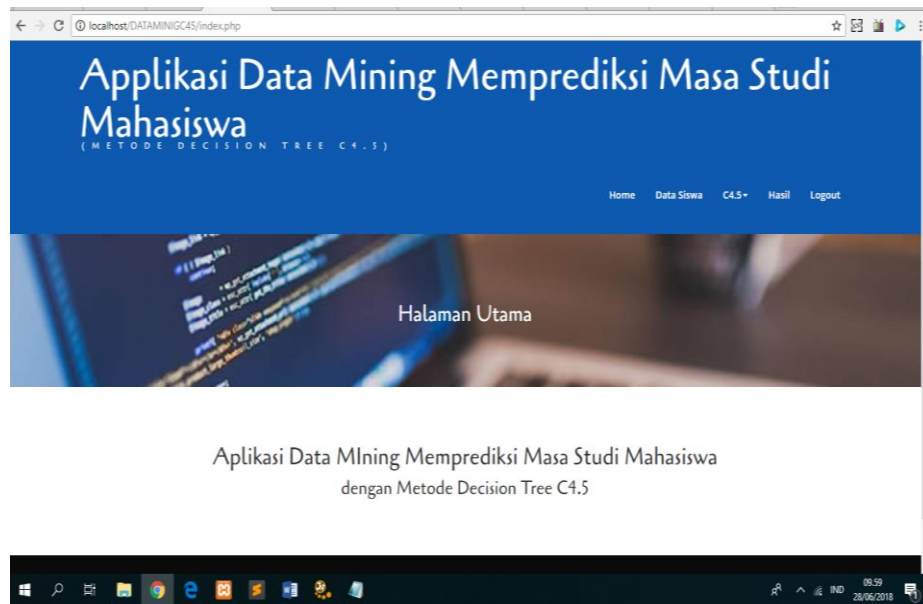 localhost/DATAMINIGC45/index.php
Applikasi Data Mining Memprediksi Masa Studi
Mahasiswa
(METODE DECISION TREE C4.5)
Home Data Siswa C4.5 Hasil Logout
Halaman Utama
Aplikasi Data MIning Memprediksi Masa Studi Mahasiswa
dengan Metode Decision Tree C4.5
IND
09.59
28/06/2018